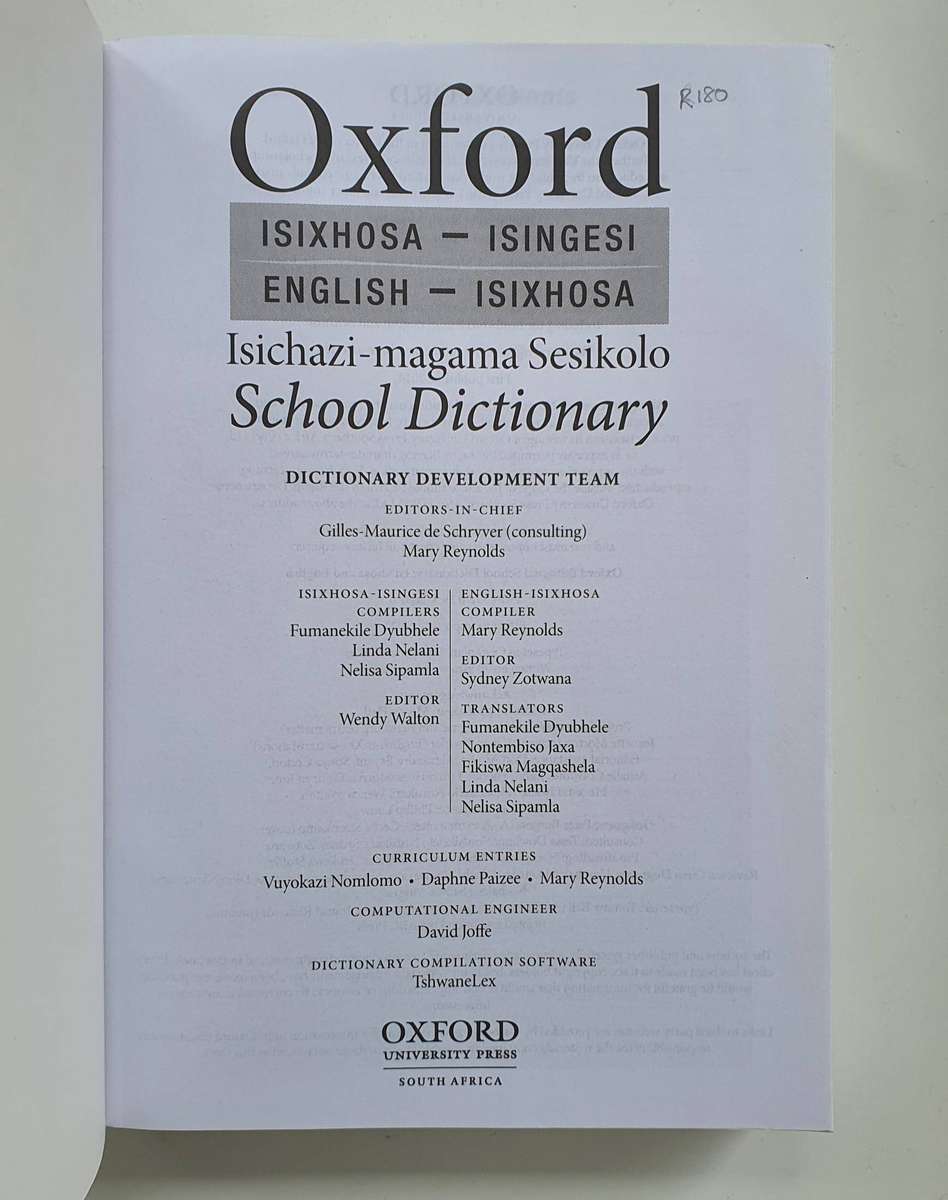 Oxford
R180
ISIXHOSA – ISINGESI
ENGLISH – ISIXHOSA
Isichazi-magama Sesikolo
School Dictionary
DICTIONARY DEVELOPMENT TEAM
EDITORS-IN-CHIEF
Gilles-Maurice de Schryver (consulting)
Mary Reynolds
ISIXHOSA-ISINGESI
COMPILERS
Fumanekile Dyubhele
Linda Nelani
Nelisa Sipamla
EDITOR
Wendy Walton
ENGLISH-ISIXHOSA
COMPILER
Mary Reynolds
EDITOR
Sydney Zotwana
TRANSLATORS
Fumanekile Dyubhele
Nontembiso Jaxa
Fikiswa Magqashela
Linda Nelani
Nelisa Sipamla
CURRICULUM ENTRIES
Vuyokazi Nomlomo • Daphne Paizee • Mary Reynolds
COMPUTATIONAL ENGINEER
David Joffe
DICTIONARY COMPILATION SOFTWARE
TshwaneLex
OXFORD
UNIVERSITY PRESS
SOUTH AFRICA